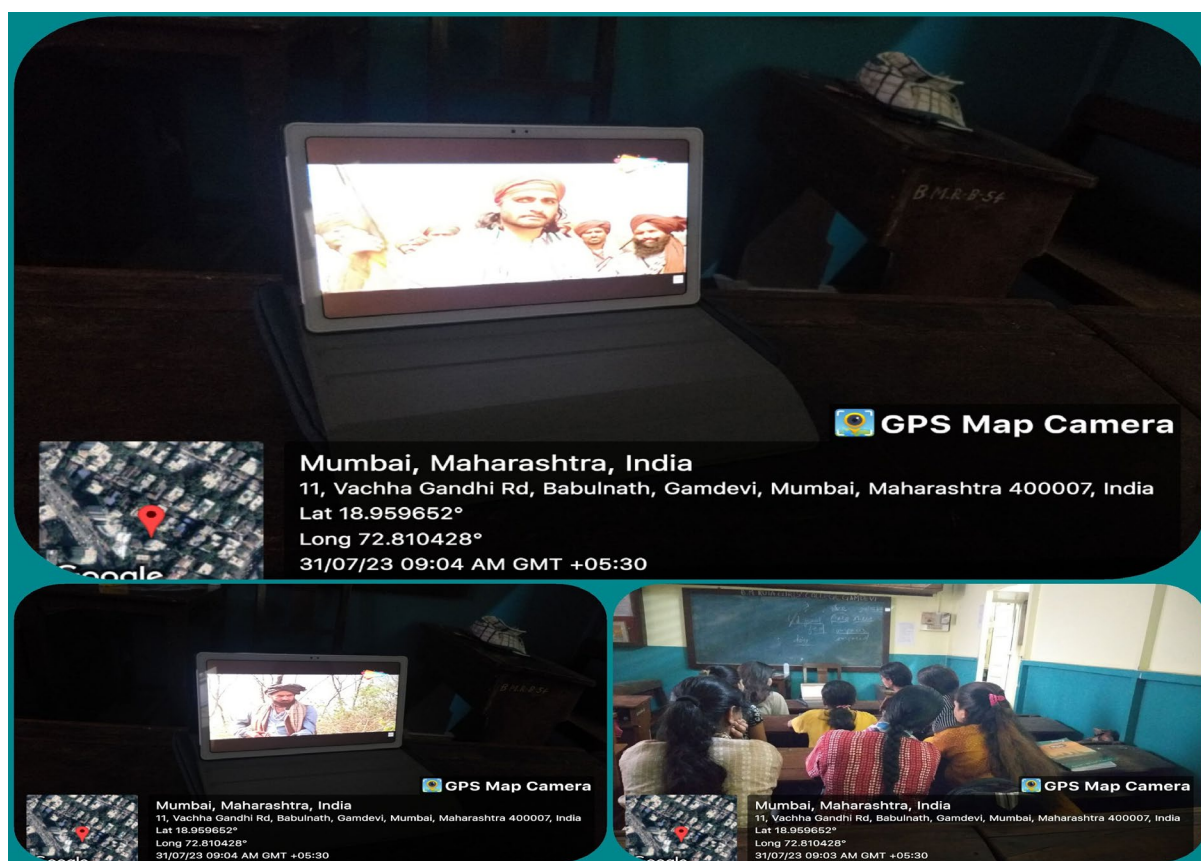 B.M.R-B-54
GPS Map Camera
Mumbai, Maharashtra, India
11, Vachha Gandhi Rd, Babulnath, Gamdevi, Mumbai, Maharashtra 400007, India
Lat 18.959652°
Long 72.810428°
31/07/23 09:04 AM GMT +05:30
Google
GPS Map Camera
Mumbai, Maharashtra, India
11, Vachha Gandhi Rd, Babulnath, Gamdevi, Mumbai, Maharashtra 400007, India
Lat 18.959652°
Long 72.810428°
31/07/23 09:04 AM GMT +05:30
Google
GPS Map Camera
Mumbai, Maharashtra, India
11, Vachha Gandhi Rd, Babulnath, Gamdevi, Mumbai, Maharashtra 400007, India
Lat 18.959652°
Long 72.810428°
31/07/23 09:03 AM GMT +05:30
Google